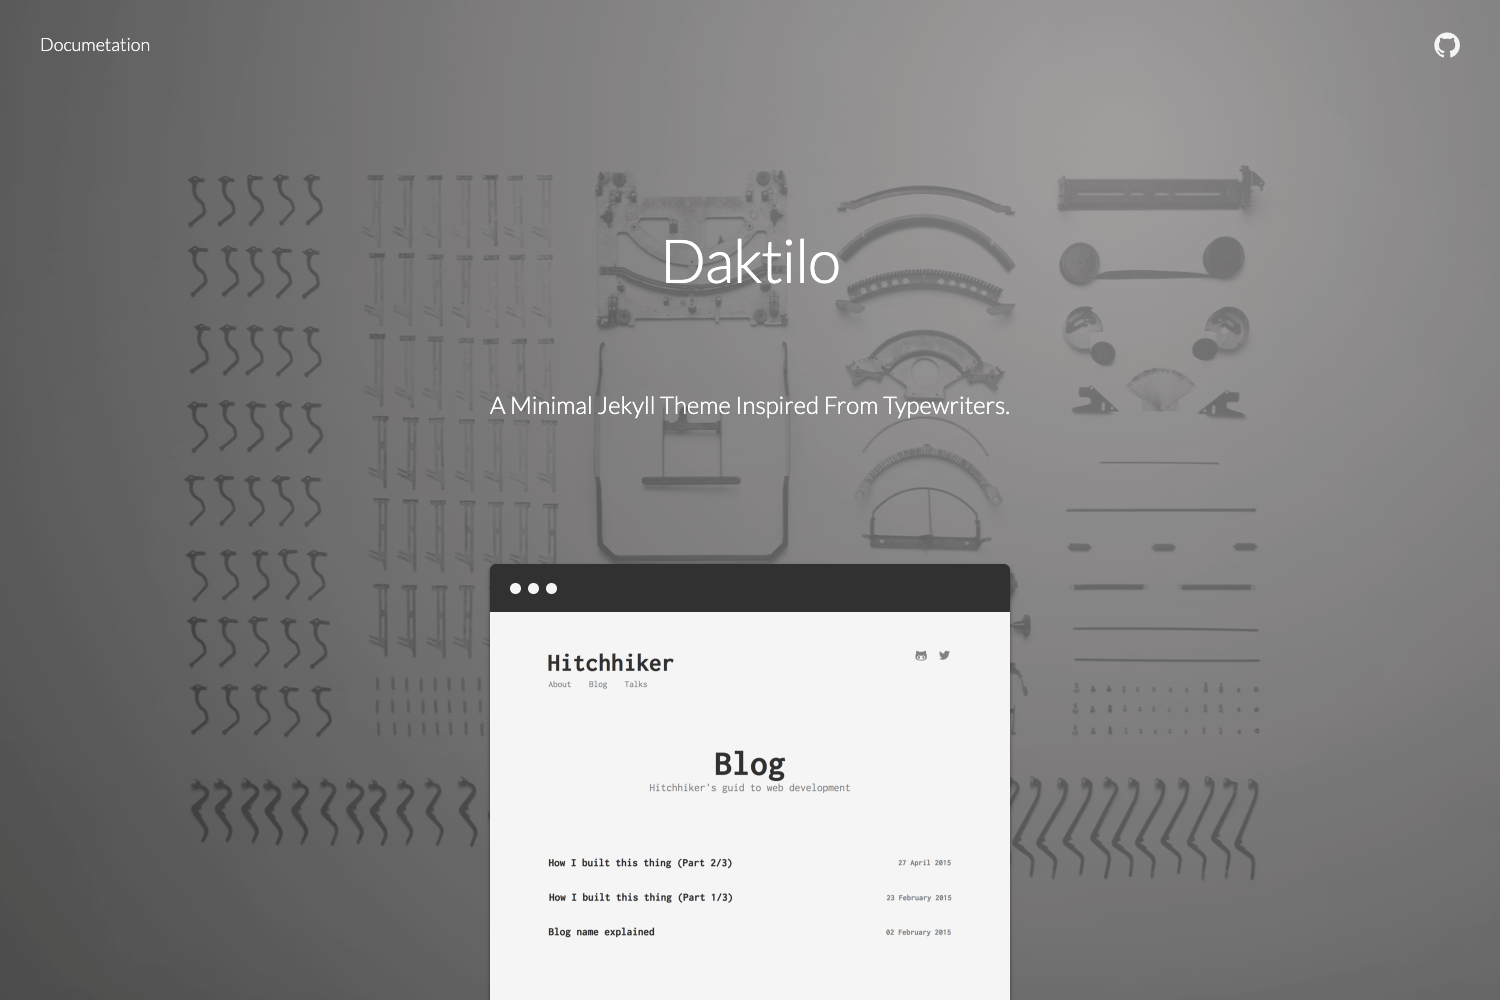 Documetation
Daktilo
A Minimal Jekyll Theme Inspired From Typewriters.
Hitchhiker
About Blog Talks
Blog
Hitchhiker's guid to web development
How I built this thing (Part 2/3) 27 April 2015
How I built this thing (Part 1/3) 23 February 2015
Blog name explained 02 February 2015